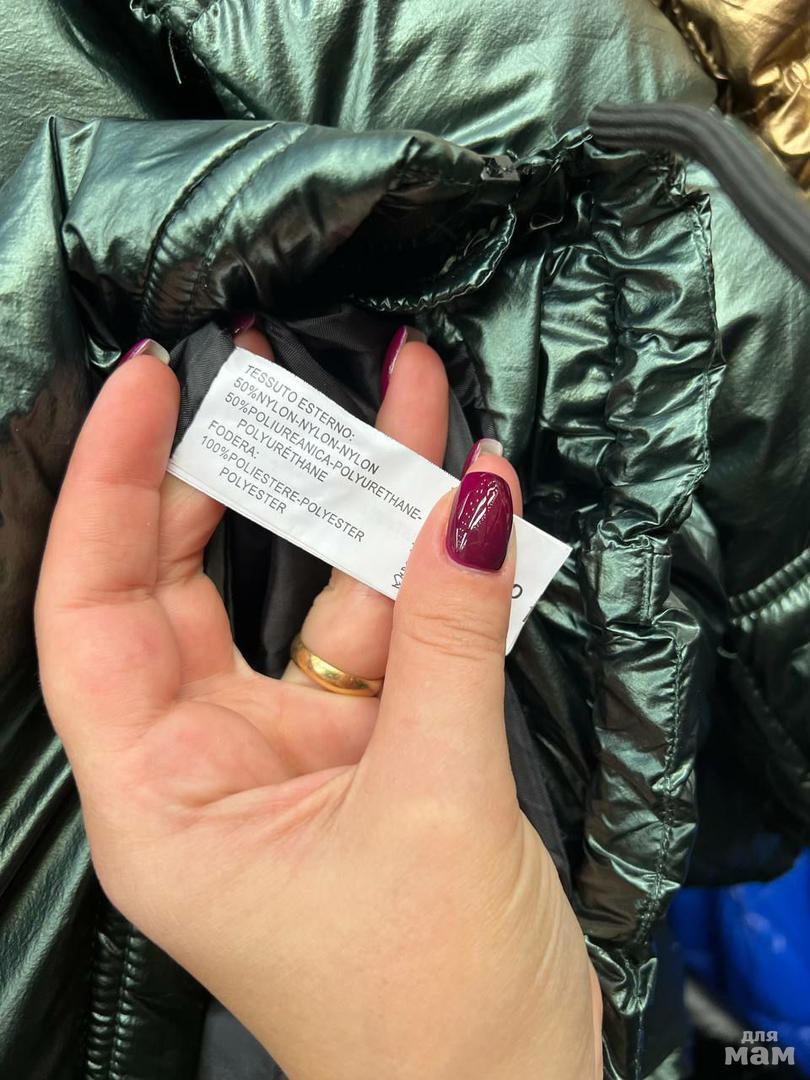 TESSUTO ESTERNO:
50%NYLON-NYLON-NYLON
50%POLIUREANICA-POLYURETHANE-
POLYURETHANE
FODERA:
100%POLIESTERE-POLYESTER
POLYESTER
для
мам